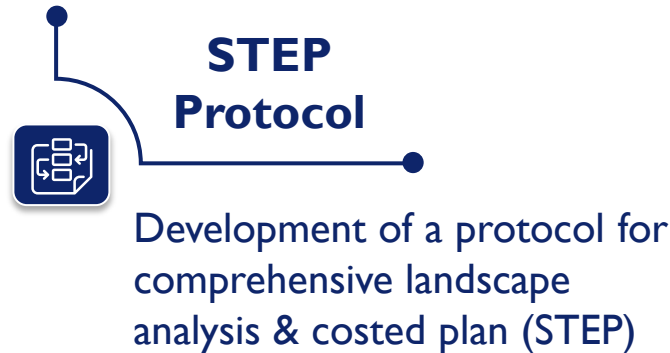 STEP
Protocol
Development of a protocol for
comprehensive landscape
analysis & costed plan (STEP)